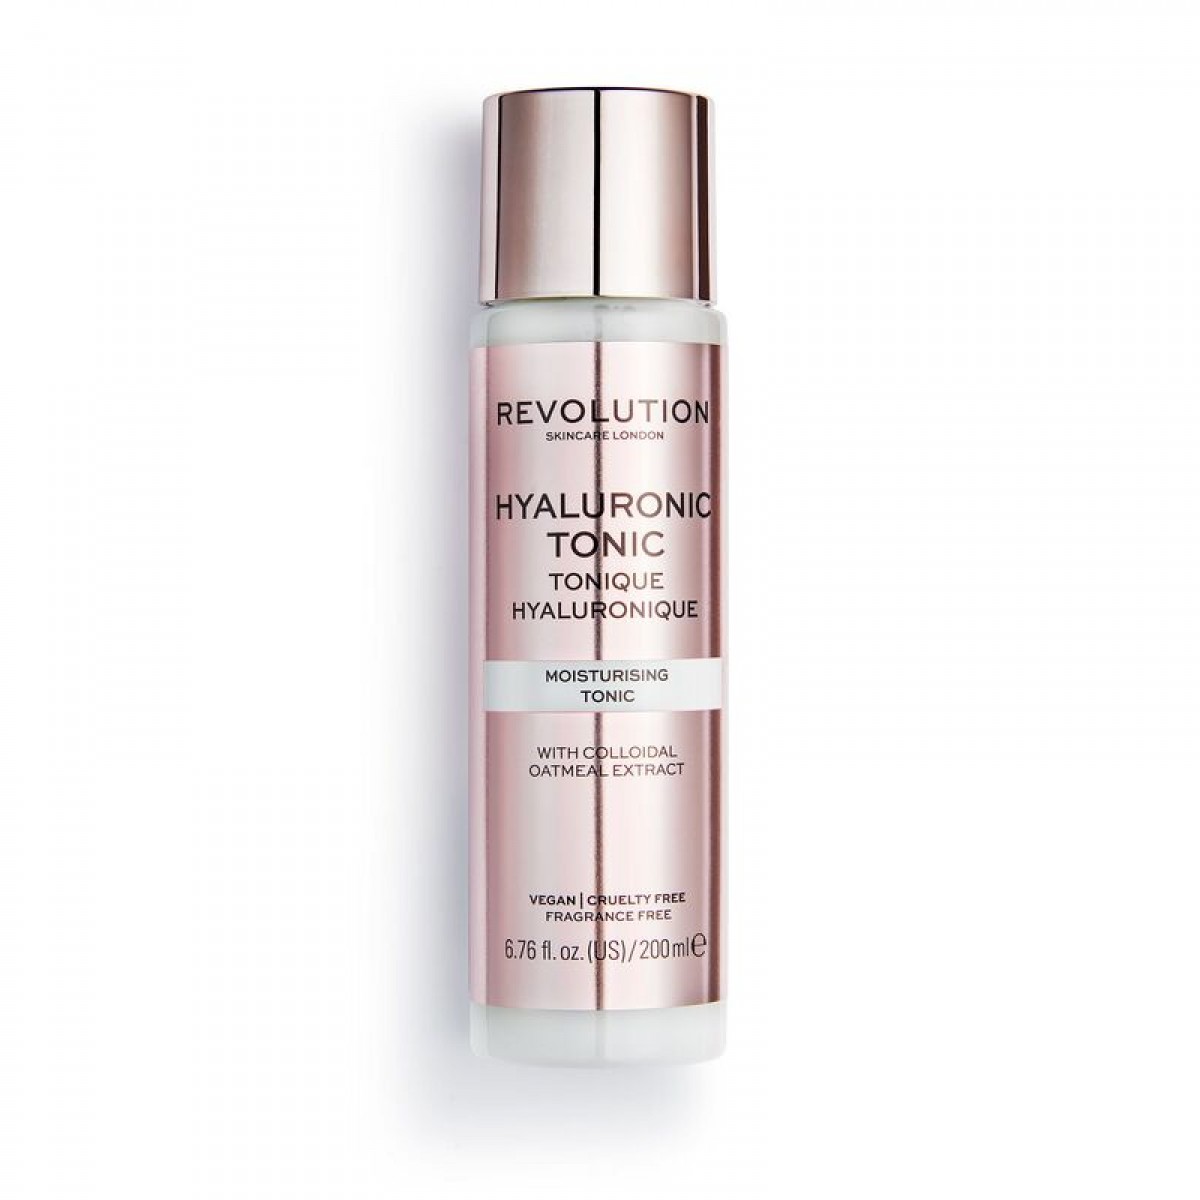 REVOLUTION
SKINCARE LONDON
HYALURONIC
TONIC
TONIQUE
HYALURONIQUE
MOISTURISING
TONIC
WITH COLLOIDAL
OATMEAL EXTRACT
VEGAN | CRUELTY FREE
FRAGRANCE FREE
6.76 fl. oz. (US) / 200ml ℮